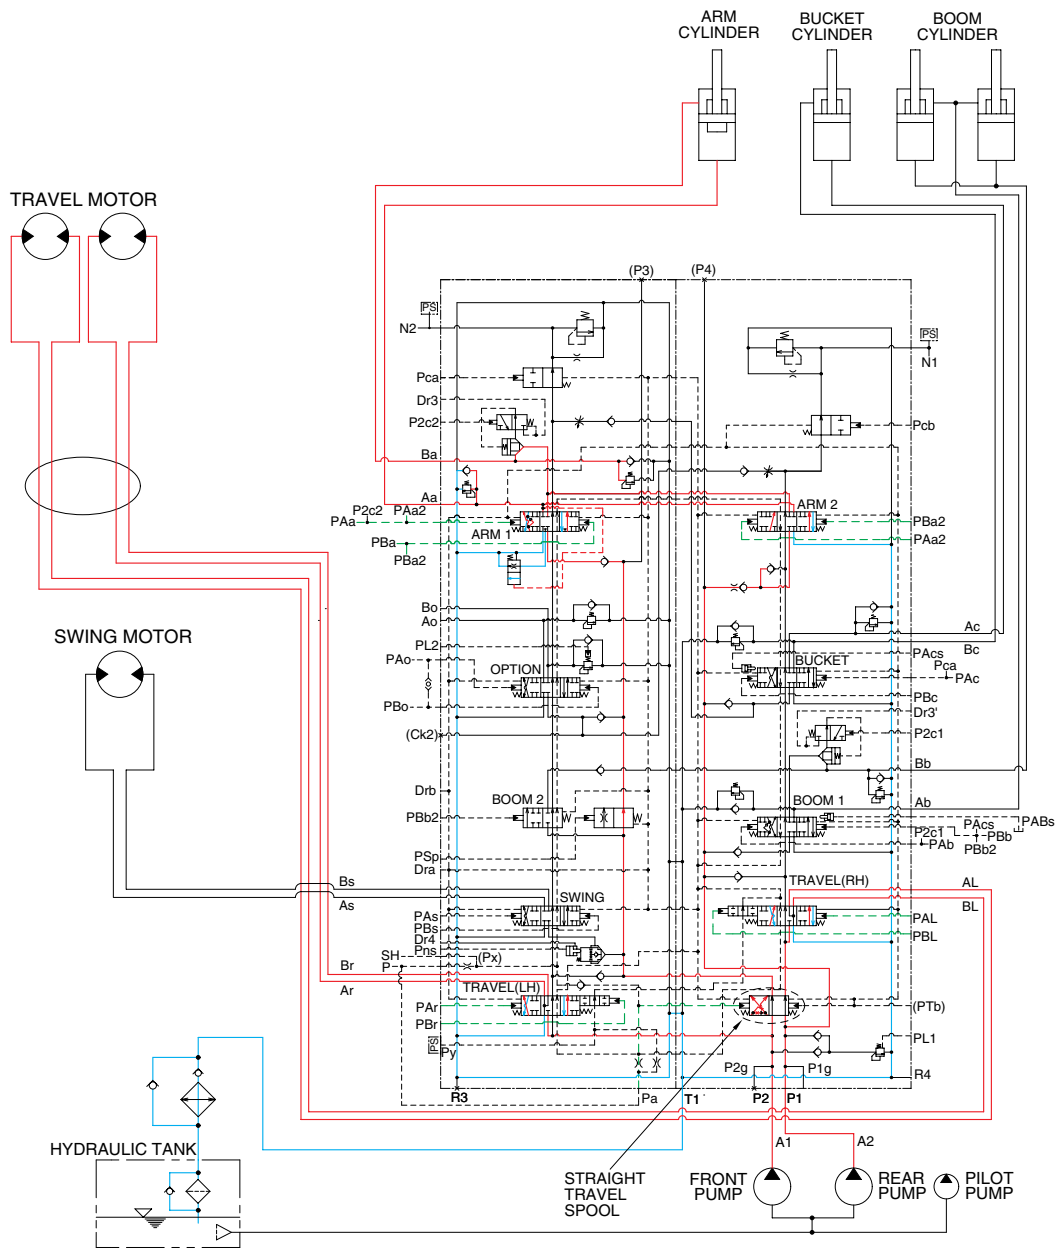 ARM
CYLINDER
BUCKET
CYLINDER
BOOM
CYLINDER
TRAVEL MOTOR
(P3)
(P4)
PS
N2
PS
N1
Pca
Dr3
P2c2
Pcb
Ba
Aa
P2c2
PAa2
PAa
ARM 1
PBa
PBa2
ARM 2
PBa2
PAa2
Bo
Ao
PL2
PAo
OPTION
PBo
(Ck2)
Ac
Bc
PAcs
Pca
PAc
BUCKET
PBc
Dr3'
P2c1
SWING MOTOR
Bb
Drb
BOOM 2
PBb2
Ab
BOOM 1
PAcs
PABs
P2c1
PBb
PAb
PBb2
PSp
Dra
Bs
As
SWING
TRAVEL(RH)
AL
BL
PAs
PBs
PAL
PBL
Dr4
Pns
SH
P
(Px)
Br
Ar
TRAVEL(LH)
PAr
PBr
(PTb)
PS
Py
PL1
P2g
P1g
R4
R3
Pa
T1
P2
P1
A1
A2
HYDRAULIC TANK
STRAIGHT
TRAVEL
SPOOL
FRONT
PUMP
REAR
PUMP
PILOT
PUMP